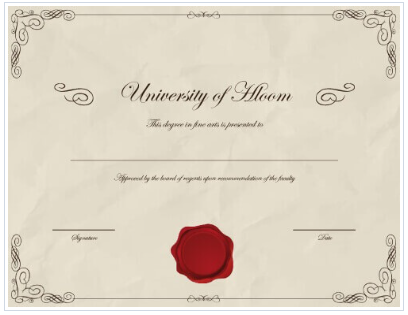 University of Hloom
This degree in fine arts is presented to
Approved by the board of regents upon recommendation of the faculty
Signature
Date